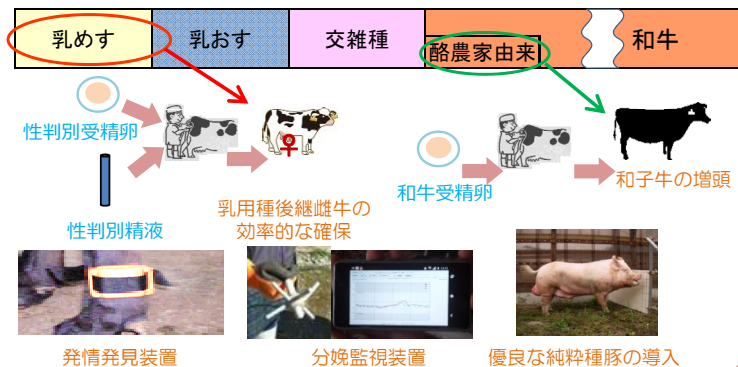 乳めす
乳おす
交雑種
酪農家由来
和牛
性判別受精卵
性判別精液
乳用種後継雌牛の
効率的な確保
和牛受精卵
和子牛の増頭
発情発見装置
分娩監視装置
優良な純粋種豚の導入